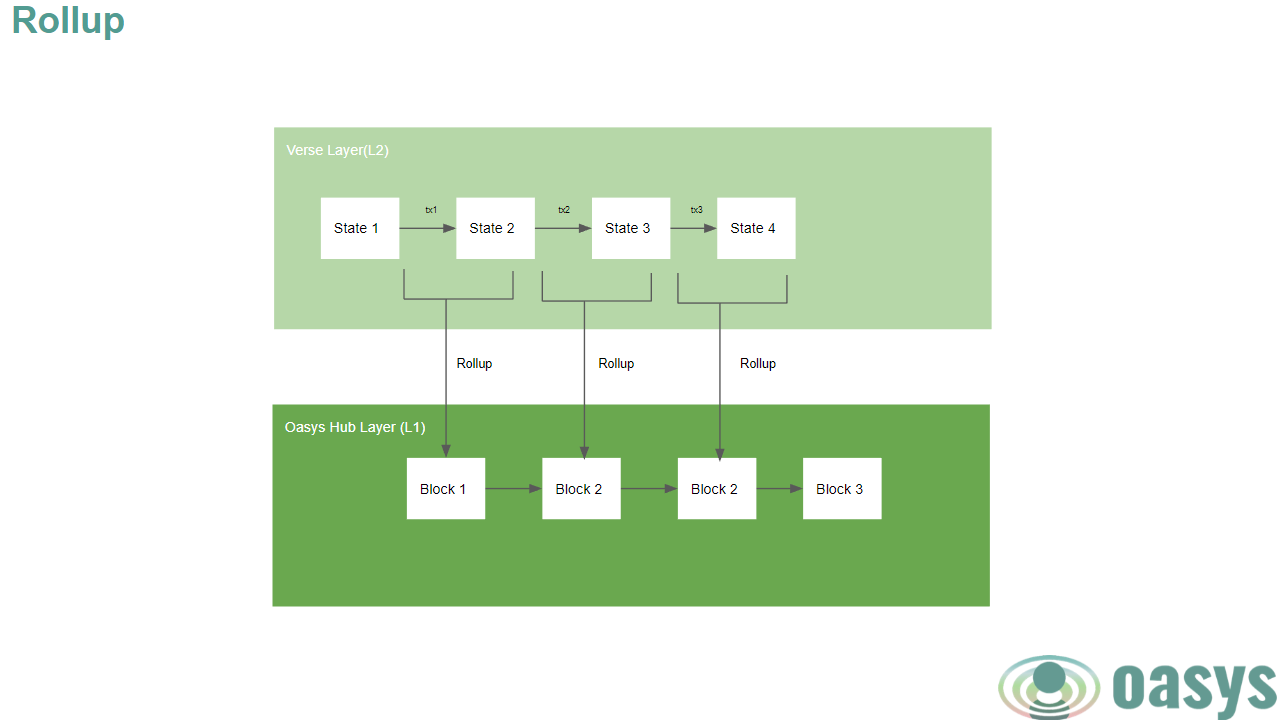 Rollup
Verse Layer(L2)
tx1 tx2 tx3
State 1 State 2 State 3 State 4
Rollup Rollup Rollup
Oasys Hub Layer (L1)
Block 1 Block 2 Block 2 Block 3
oasys